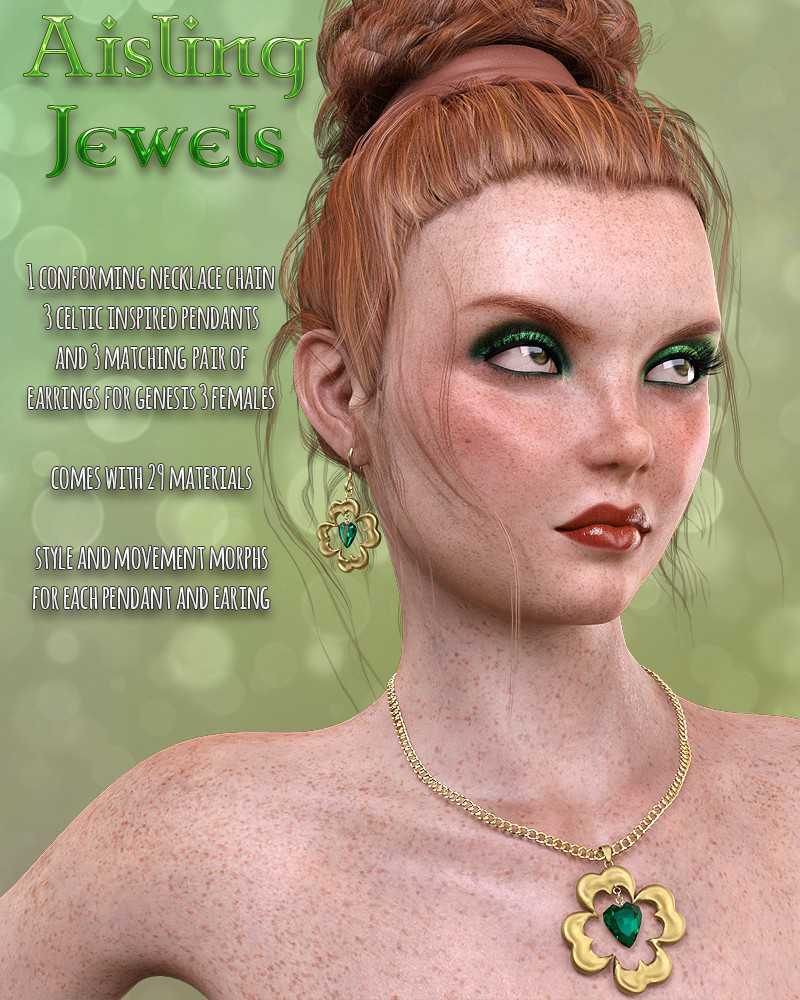 Aisling
Jewels
1 CONFORMING NECKLACE CHAIN
3 CELTIC INSPIRED PENDANTS
AND 3 MATCHING PAIR OF
EARRINGS FOR GENESIS 3 FEMALES
COMES WITH 29 MATERIALS
STYLE AND MOVEMENT MORPHS
FOR EACH PENDANT AND EARING